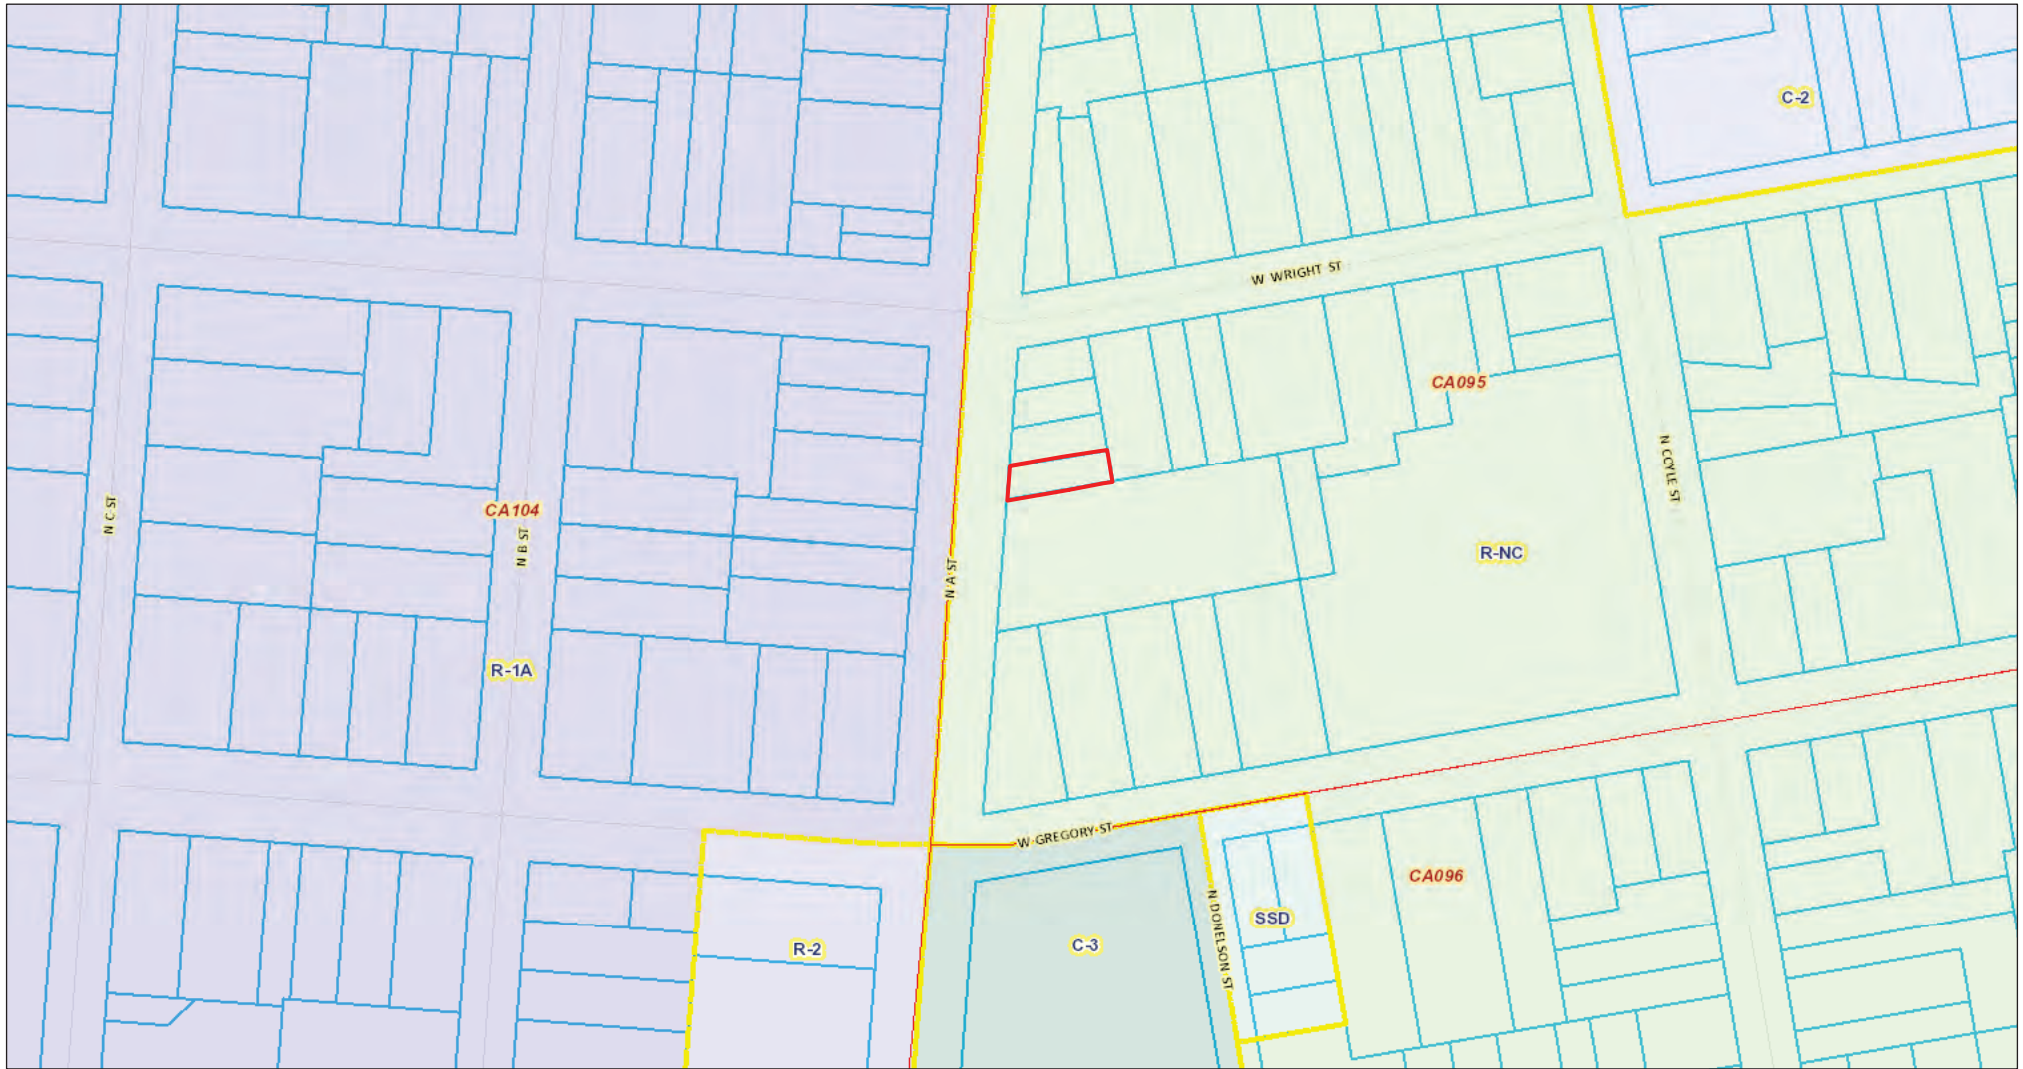 C-2
W WRIGHT ST
CA095
N COYLE ST
N C ST
CA104
N B ST
R-NC
N A ST
R-1A
W GREGORY ST
CA096
N DONELSON ST
SSD
R-2
C-3